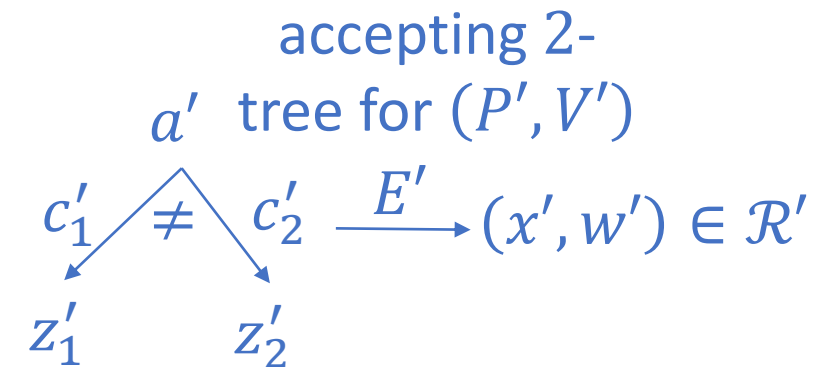 accepting 2-
tree for (P′, V′)
a′
c′₁ ≠ c′₂ E′ (x′, w′) ∈ ℛ′
z′₁ z′₂